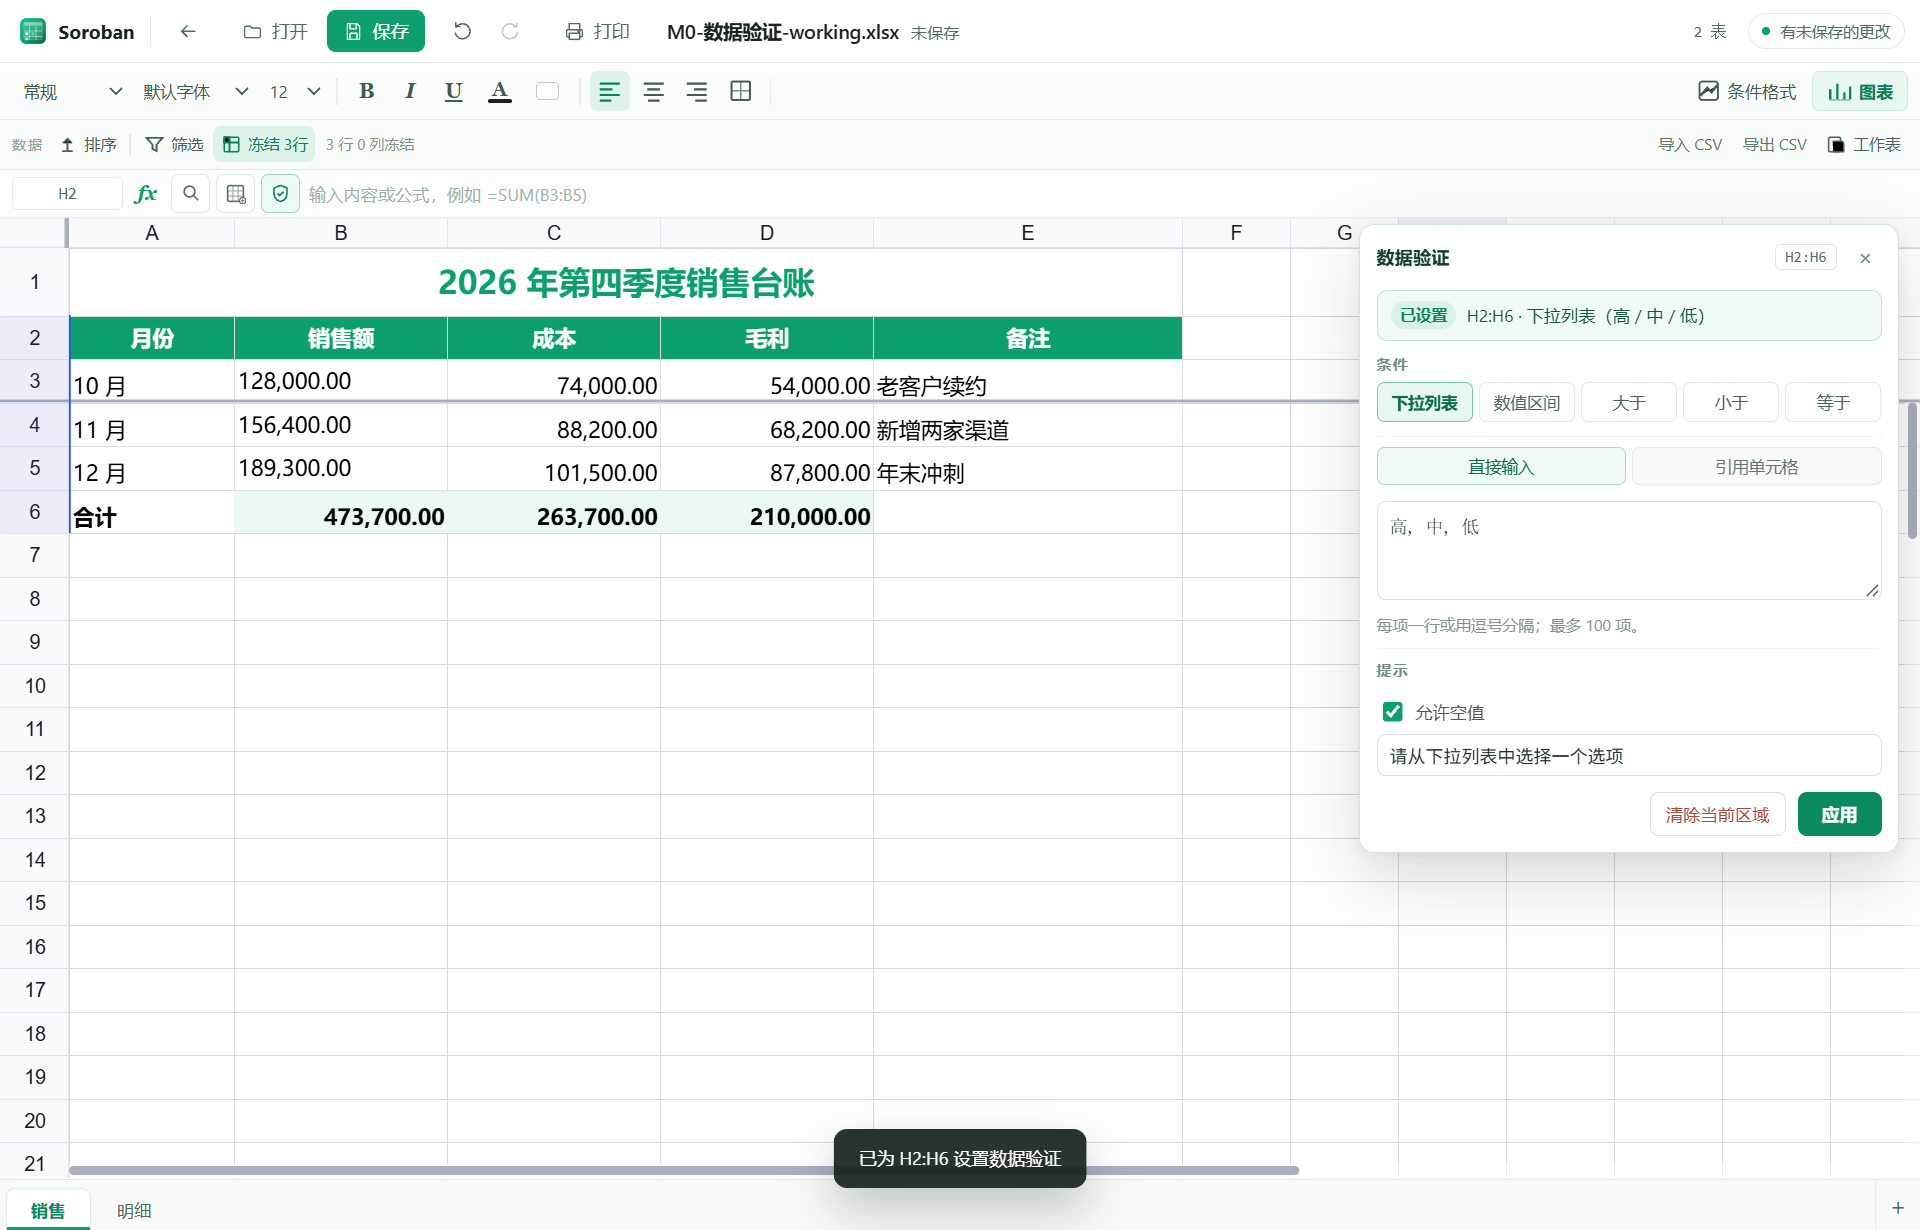 Soroban
打开
保存
打印
M0-数据验证-working.xlsx 未保存
2 表
有未保存的更改
常规
默认字体
12
B I U A
条件格式
图表
数据
排序
筛选
冻结 3行
3 行 0 列冻结
导入 CSV
导出 CSV
工作表
H2
fx
输入内容或公式，例如 =SUM(B3:B5)
A B C D E F G
1 2026 年第四季度销售台账
2 月份 销售额 成本 毛利 备注
3 10 月 128,000.00 74,000.00 54,000.00 老客户续约
4 11 月 156,400.00 88,200.00 68,200.00 新增两家渠道
5 12 月 189,300.00 101,500.00 87,800.00 年末冲刺
6 合计 473,700.00 263,700.00 210,000.00
7
8
9
10
11
12
13
14
15
16
17
18
19
20
21
数据验证
H2:H6
×
已设置 H2:H6 · 下拉列表（高 / 中 / 低）
条件
下拉列表 数值区间 大于 小于 等于
直接输入 引用单元格
高，中，低
每项一行或用逗号分隔；最多 100 项。
提示
允许空值
请从下拉列表中选择一个选项
清除当前区域 应用
已为 H2:H6 设置数据验证
销售 明细
+